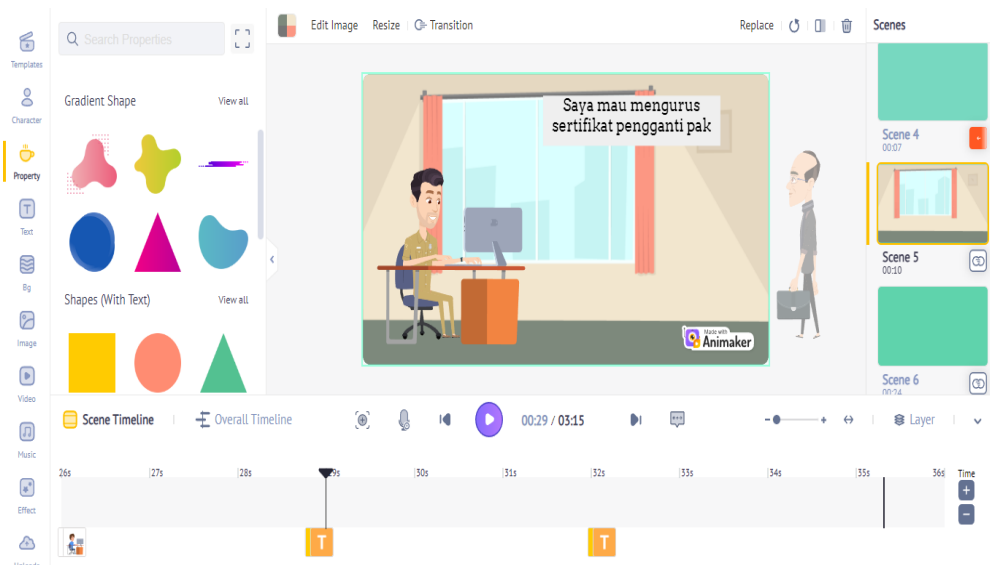 Edit Image Resize Transition Replace Scenes
Search Properties
Templates
Character
Property
Text
Bg
Image
Video
Music
Effect
Uploads
Gradient Shape View all
Shapes (With Text) View all
Saya mau mengurus
sertifikat pengganti pak
Made with
Animaker
Scene 4
00:07
Scene 5
00:10
Scene 6
00:24
Scene Timeline Overall Timeline 00:29 / 03:15 Layer
26s 27s 28s 29s 30s 31s 32s 33s 34s 35s 36s Time
T T